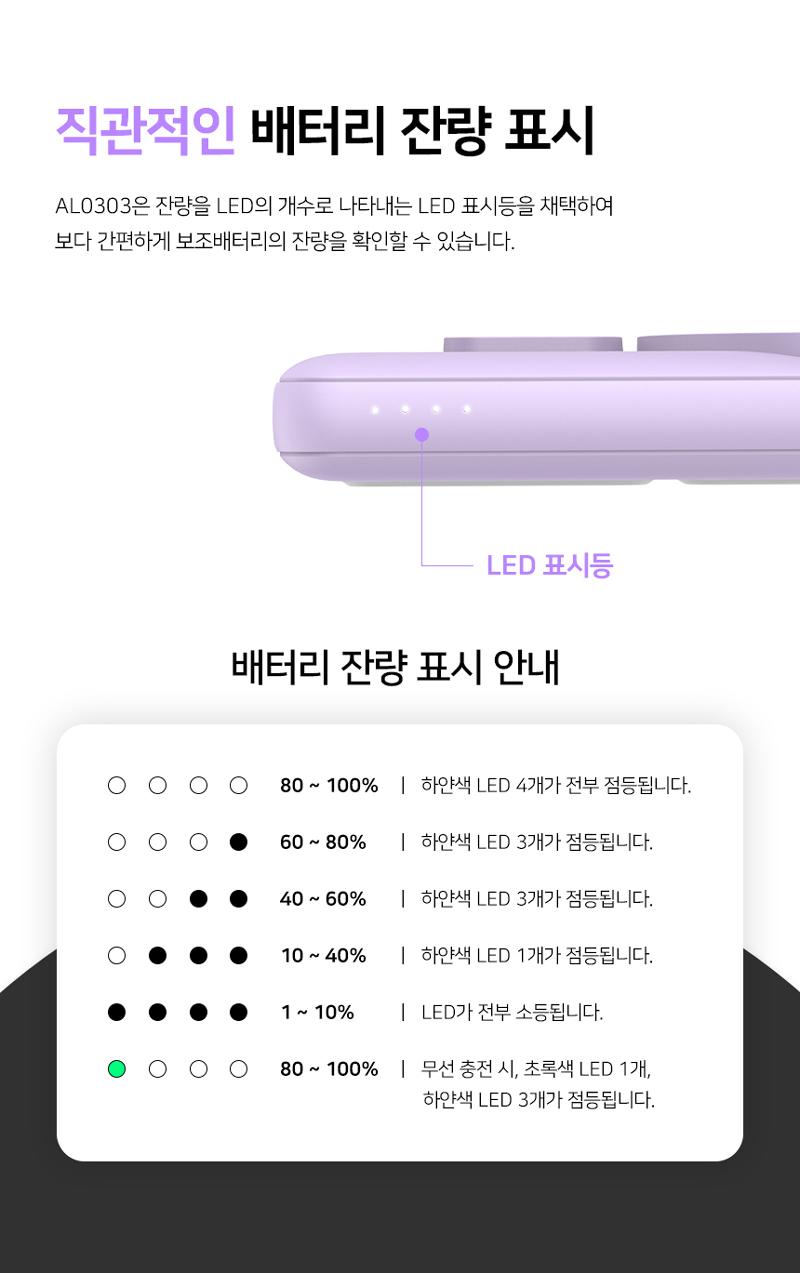 직관적인 배터리 잔량 표시
AL0303은 잔량을 LED의 개수로 나타내는 LED 표시등을 채택하여
보다 간편하게 보조배터리의 잔량을 확인할 수 있습니다.
LED 표시등
배터리 잔량 표시 안내
80 ~ 100% | 하얀색 LED 4개가 전부 점등됩니다.
60 ~ 80% | 하얀색 LED 3개가 점등됩니다.
40 ~ 60% | 하얀색 LED 3개가 점등됩니다.
10 ~ 40% | 하얀색 LED 1개가 점등됩니다.
1 ~ 10% | LED가 전부 소등됩니다.
80 ~ 100% | 무선 충전 시, 초록색 LED 1개,
하얀색 LED 3개가 점등됩니다.